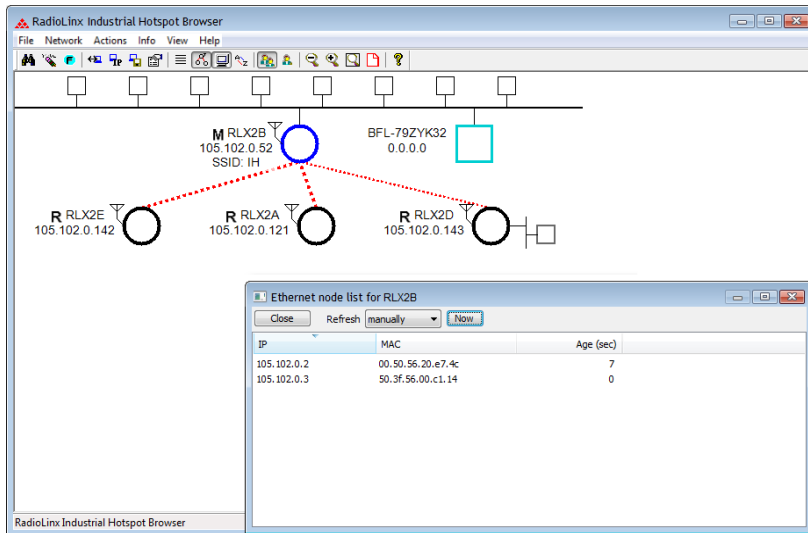 RadioLinx Industrial Hotspot Browser
File Network Actions Info View Help
M RLX2B
105.102.0.52
SSID: IH
BFL-79ZYK32
0.0.0.0
R RLX2E
105.102.0.142
R RLX2A
105.102.0.121
R RLX2D
105.102.0.143
Ethernet node list for RLX2B
Close Refresh manually Now
IP MAC Age (sec)
105.102.0.2 00.50.56.20.e7.4c 7
105.102.0.3 50.3f.56.00.c1.14 0
RadioLinx Industrial Hotspot Browser